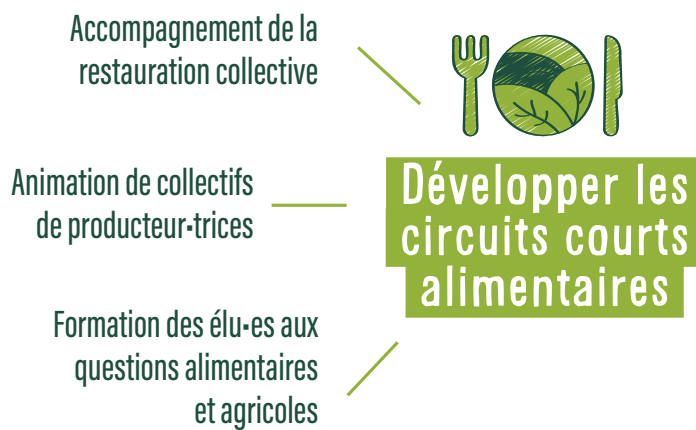 Accompagnement de la
restauration collective
Animation de collectifs
de producteur•trices
Formation des élu•es aux
questions alimentaires
et agricoles
Développer les
circuits courts
alimentaires